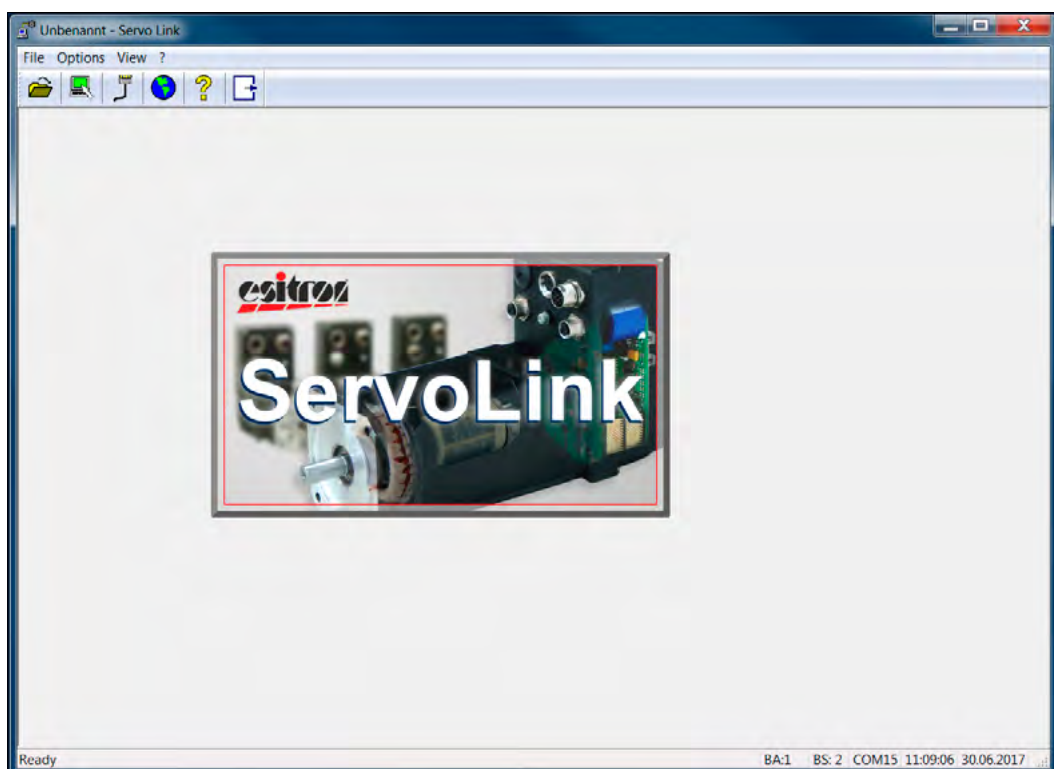 Unbenannt - Servo Link
File Options View ?
esitron
ServoLink
Ready BA:1 BS: 2 COM15 11:09:06 30.06.2017